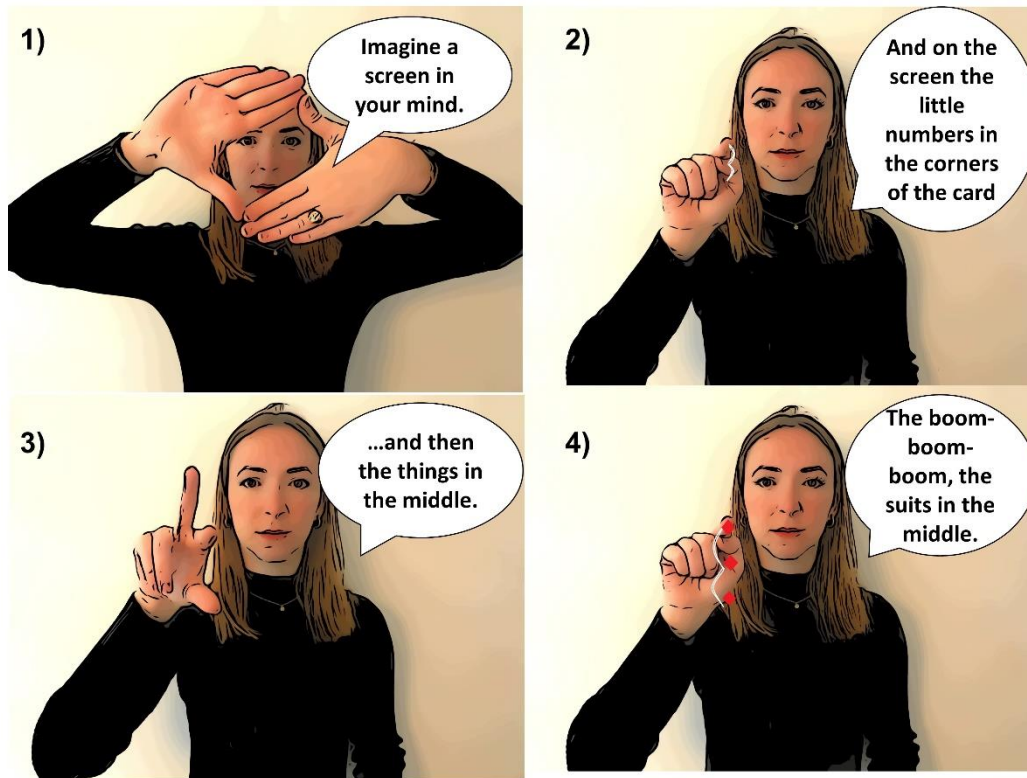 1)
Imagine a
screen in
your mind.
2)
And on the
screen the
little
numbers in
the corners
of the card
3)
...and then
the things in
the middle.
4)
The boom-
boom-
boom, the
suits in the
middle.